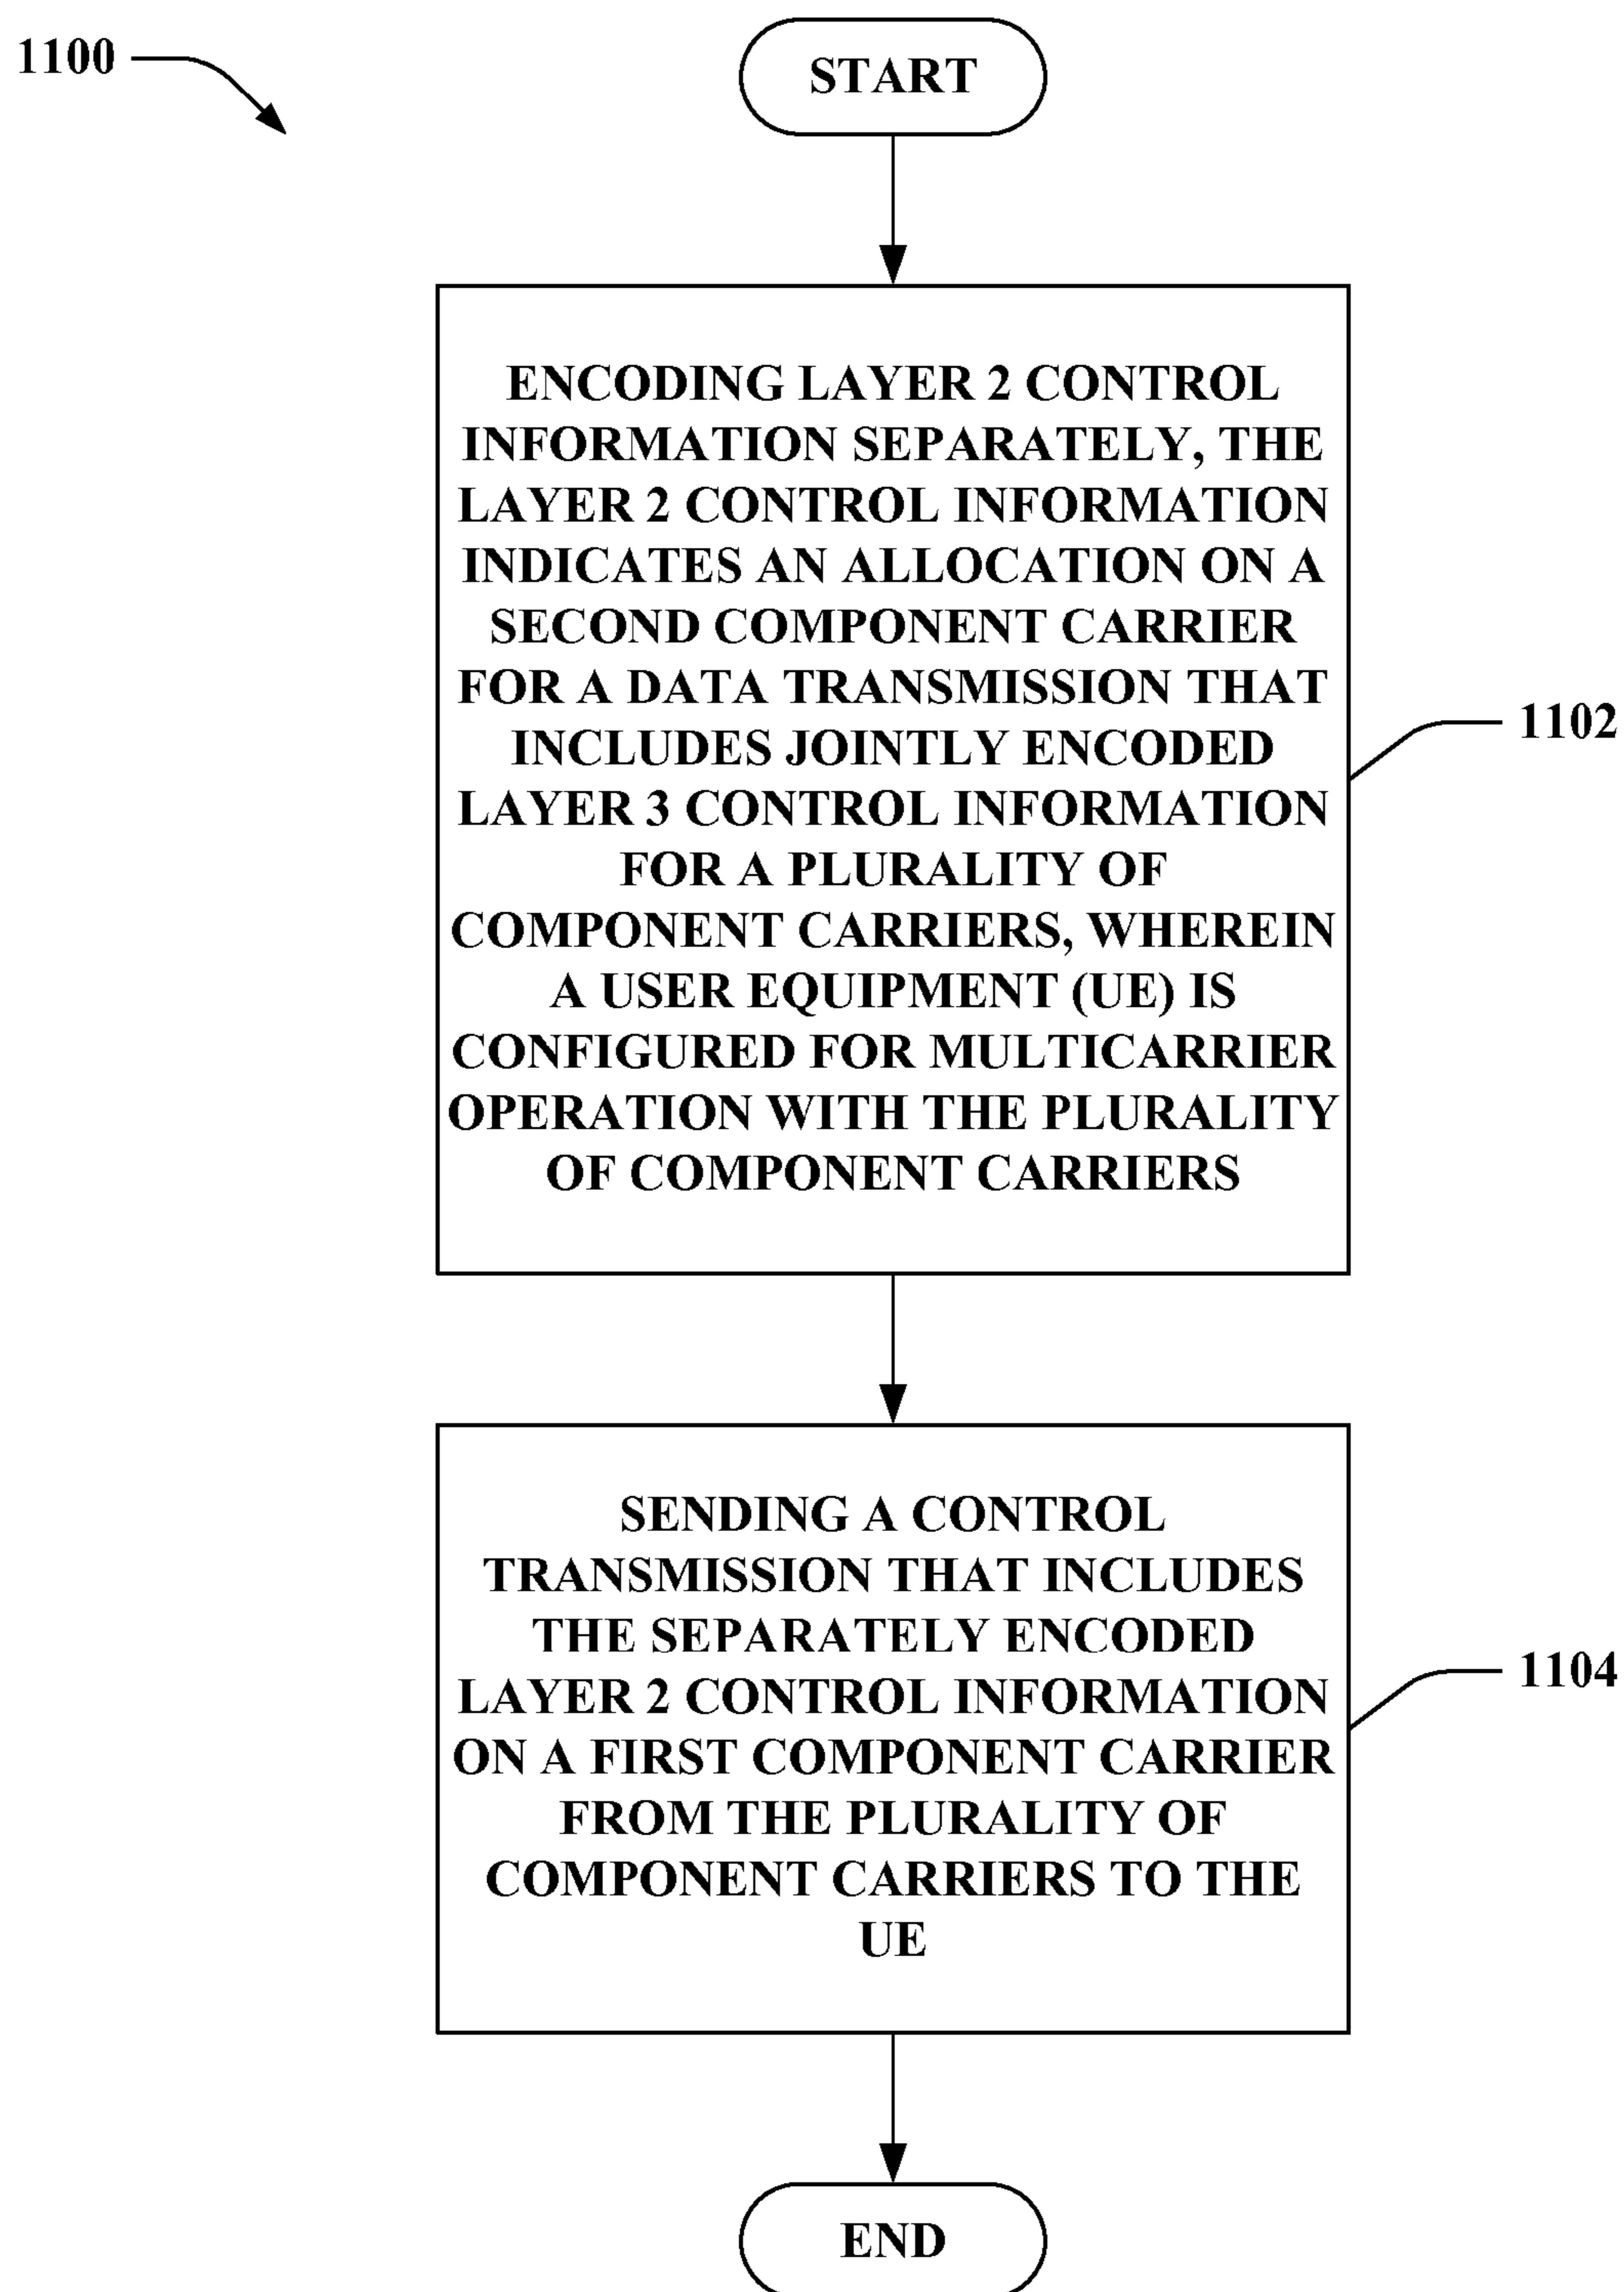 1100
START
ENCODING LAYER 2 CONTROL
INFORMATION SEPARATELY, THE
LAYER 2 CONTROL INFORMATION
INDICATES AN ALLOCATION ON A
SECOND COMPONENT CARRIER
FOR A DATA TRANSMISSION THAT
INCLUDES JOINTLY ENCODED
LAYER 3 CONTROL INFORMATION
FOR A PLURALITY OF
COMPONENT CARRIERS, WHEREIN
A USER EQUIPMENT (UE) IS
CONFIGURED FOR MULTICARRIER
OPERATION WITH THE PLURALITY
OF COMPONENT CARRIERS
1102
SENDING A CONTROL
TRANSMISSION THAT INCLUDES
THE SEPARATELY ENCODED
LAYER 2 CONTROL INFORMATION
ON A FIRST COMPONENT CARRIER
FROM THE PLURALITY OF
COMPONENT CARRIERS TO THE
UE
1104
END